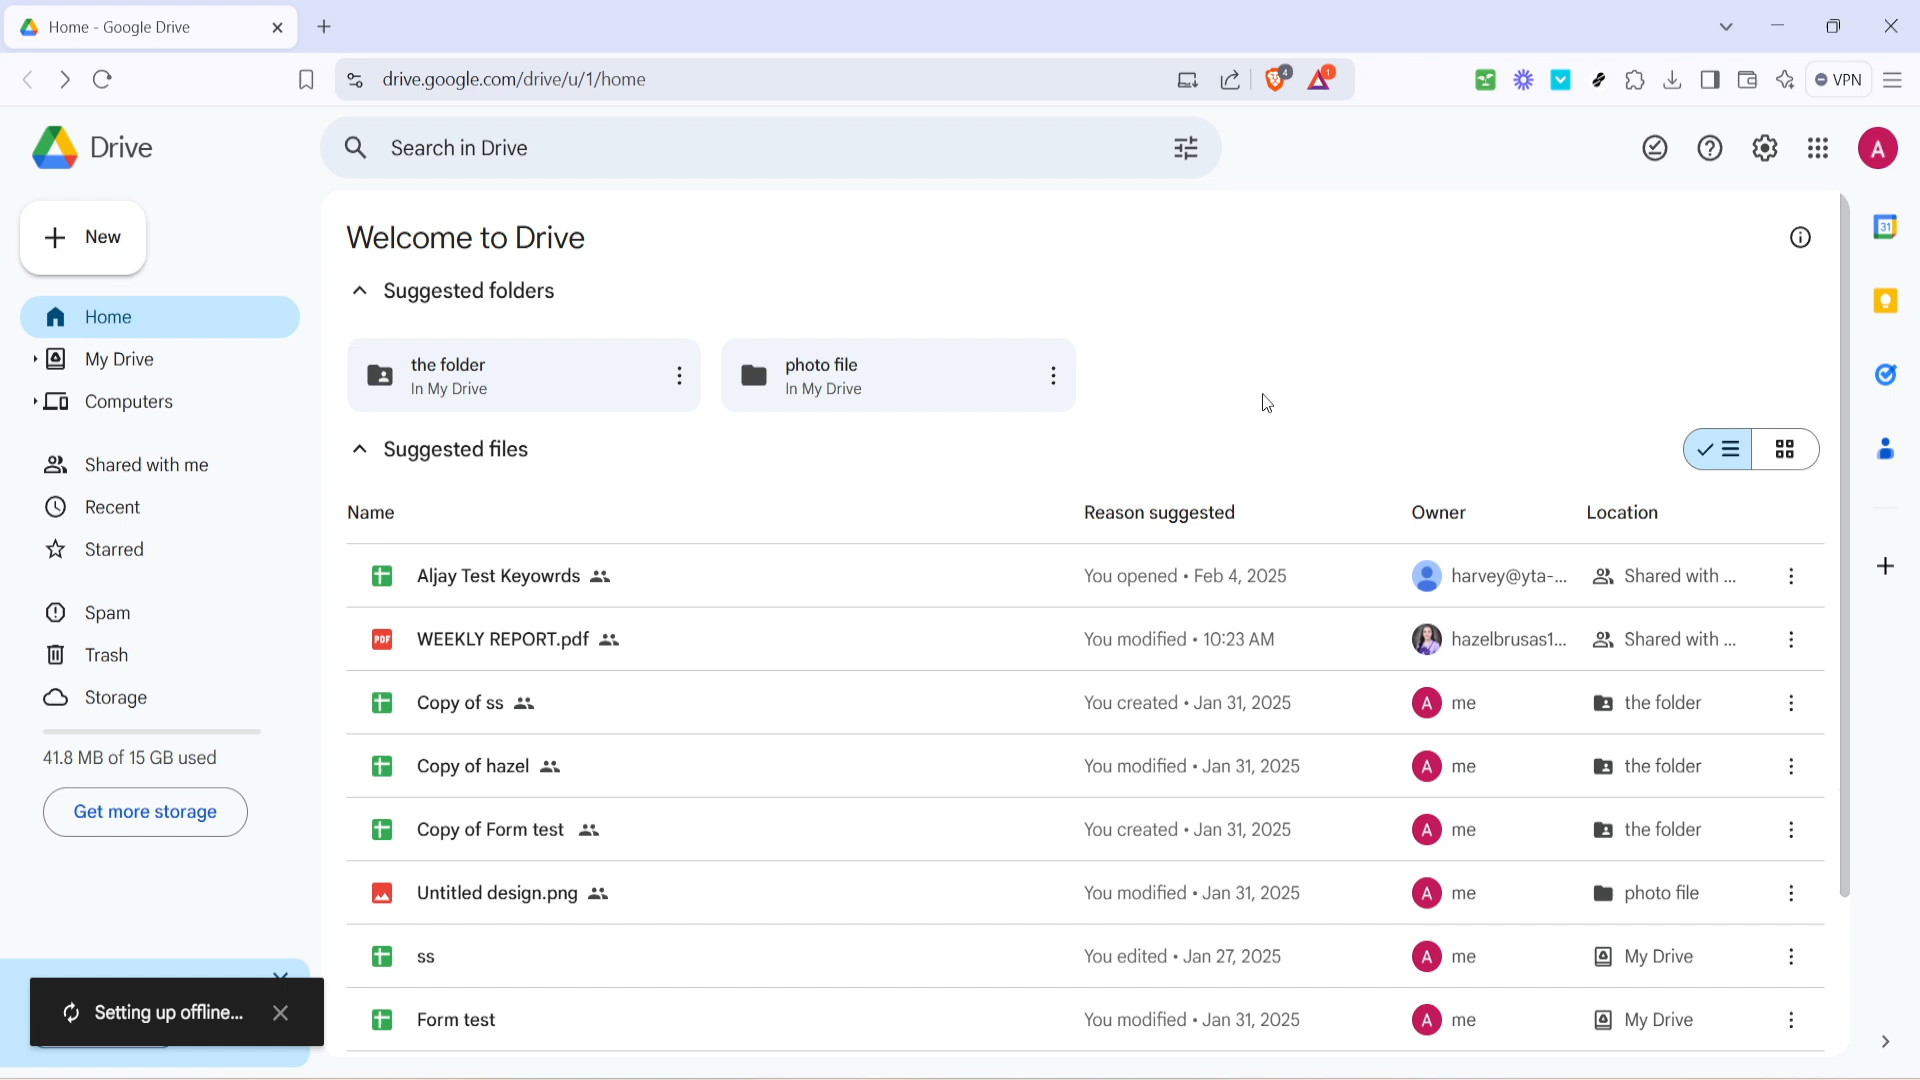 Home - Google Drive
drive.google.com/drive/u/1/home
4
1
VPN
Drive
Search in Drive
A
New
Welcome to Drive
31
Suggested folders
Home
My Drive
the folder
In My Drive
photo file
In My Drive
Computers
Suggested files
Shared with me
Recent
Name Reason suggested Owner Location
Starred
Aljay Test Keyowrds You opened • Feb 4, 2025 harvey@yta-... Shared with ...
Spam
PDF WEEKLY REPORT.pdf You modified • 10:23 AM hazelbrusas1... Shared with ...
Trash
Storage
Copy of ss You created • Jan 31, 2025 A me the folder
41.8 MB of 15 GB used
Copy of hazel You modified • Jan 31, 2025 A me the folder
Get more storage
Copy of Form test You created • Jan 31, 2025 A me the folder
Untitled design.png You modified • Jan 31, 2025 A me photo file
ss You edited • Jan 27, 2025 A me My Drive
Setting up offline...
Form test You modified • Jan 31, 2025 A me My Drive